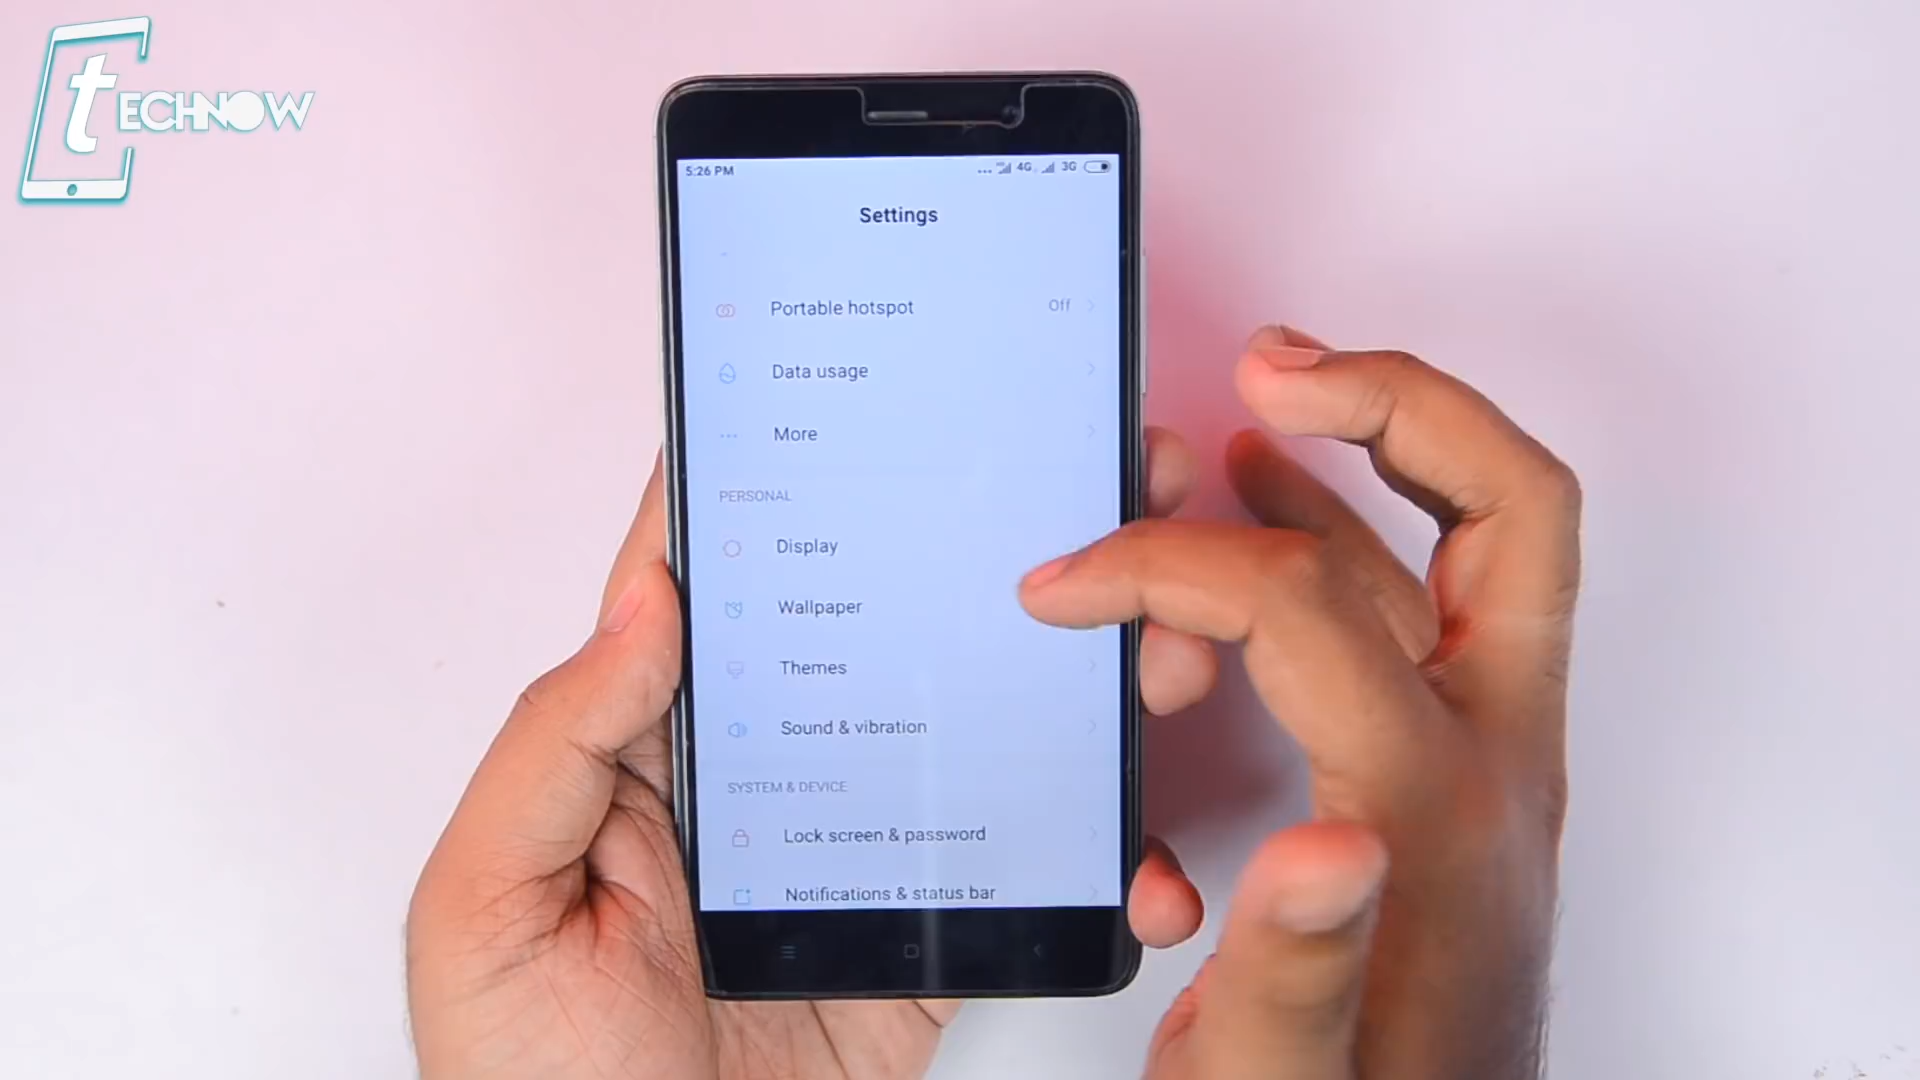 tECHNOW
5:26 PM
... 4G 3G
Settings
Portable hotspot Off
Data usage
More
PERSONAL
Display
Wallpaper
Themes
Sound & vibration
SYSTEM & DEVICE
Lock screen & password
Notifications & status bar